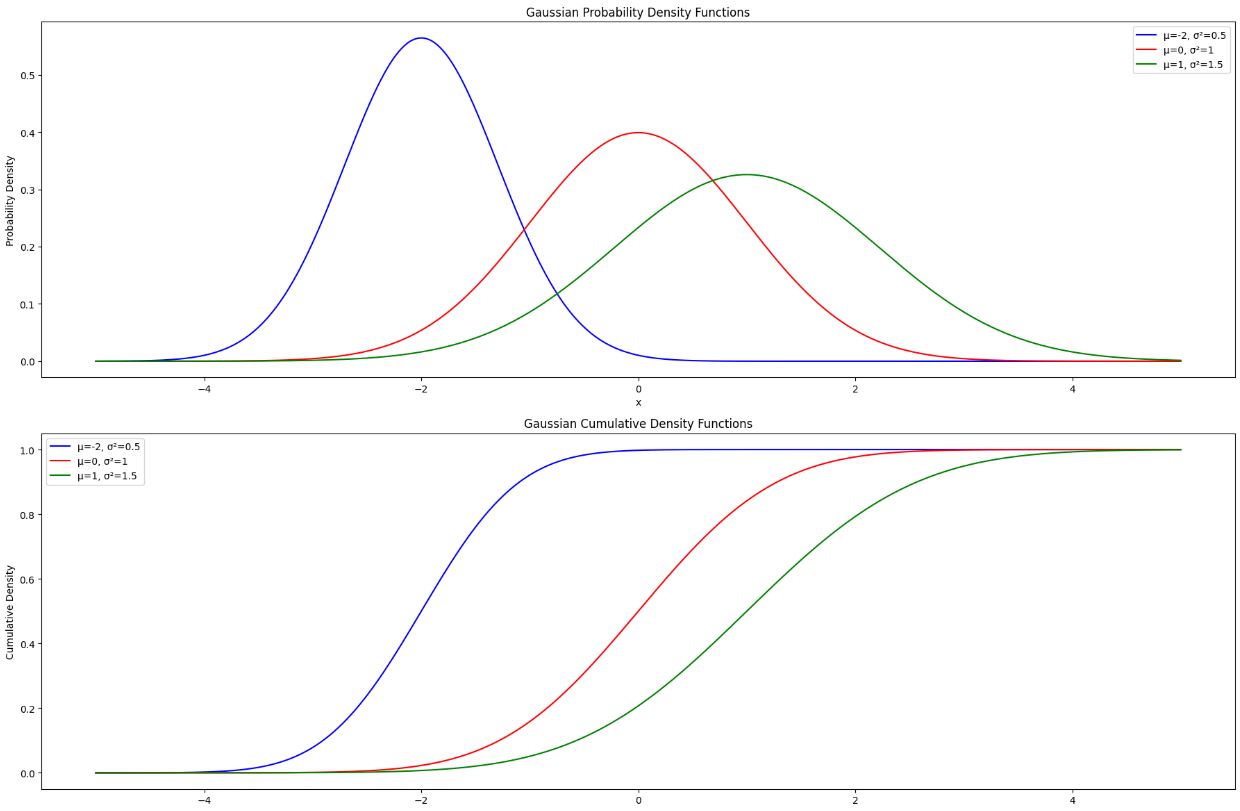 Gaussian Probability Density Functions
μ=-2, σ²=0.5
μ=0, σ²=1
μ=1, σ²=1.5
Probability Density
0.5
0.4
0.3
0.2
0.1
0.0
−4 −2 0 2 4
x
Gaussian Cumulative Density Functions
μ=-2, σ²=0.5
μ=0, σ²=1
μ=1, σ²=1.5
Cumulative Density
1.0
0.8
0.6
0.4
0.2
0.0
−4 −2 0 2 4